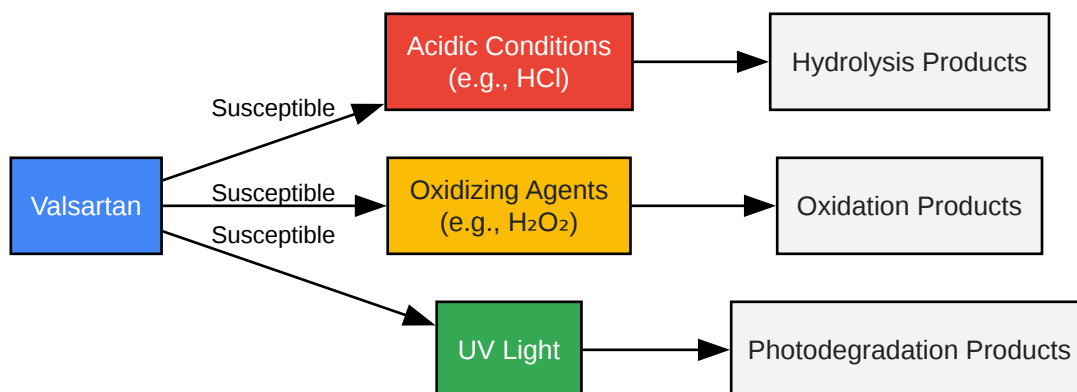 Acidic Conditions
(e.g., HCl)
Hydrolysis Products
Susceptible
Valsartan
Susceptible
Oxidizing Agents
(e.g., H₂O₂)
Oxidation Products
Susceptible
UV Light
Photodegradation Products